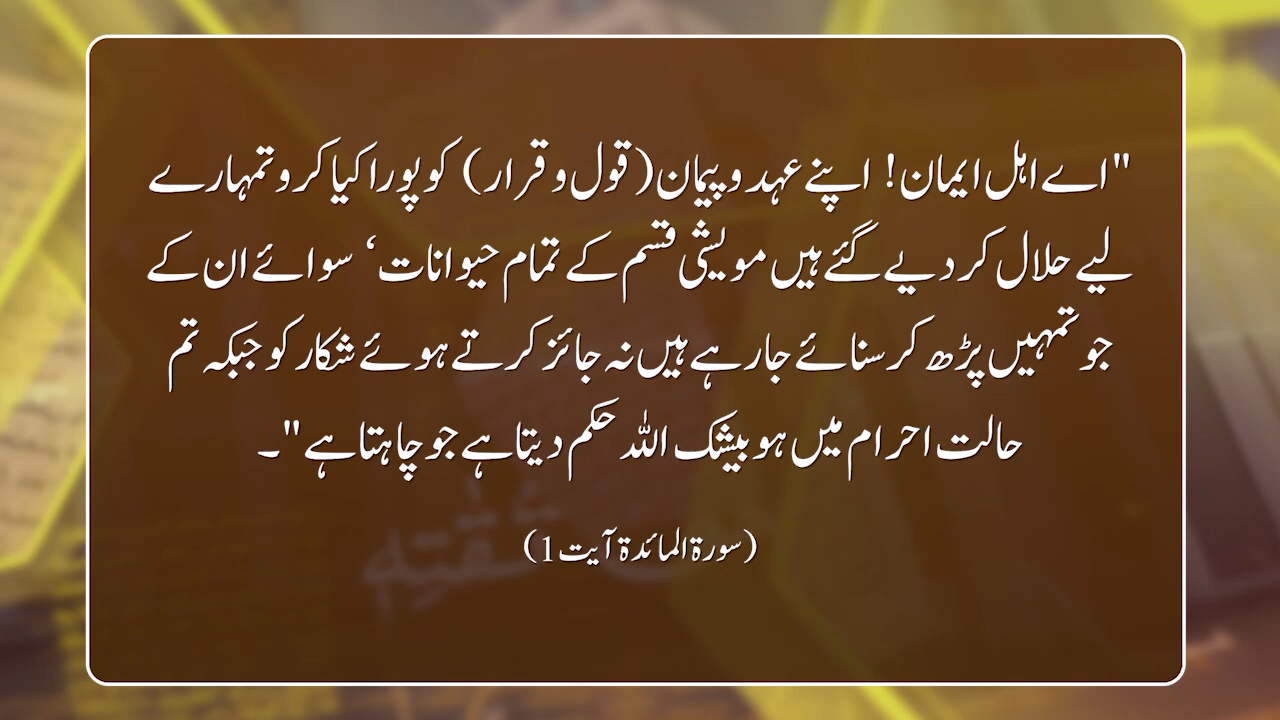 "اے اہل ایمان! اپنے عہد و پیمان(قول و قرار) کو پورا کیا کرو تمہارے
لیے حلال کر دیے گئے ہیں مویشی قسم کے تمام حیوانات‘ سوائے ان کے
جو تمہیں پڑھ کر سنائے جا رہے ہیں نہ جائز کرتے ہوئے شکار کو جبکہ تم
حالت احرام میں ہو بیشک اللہ حکم دیتا ہے جو چاہتا ہے"۔
(سورۃ المائدۃ آیت 1)